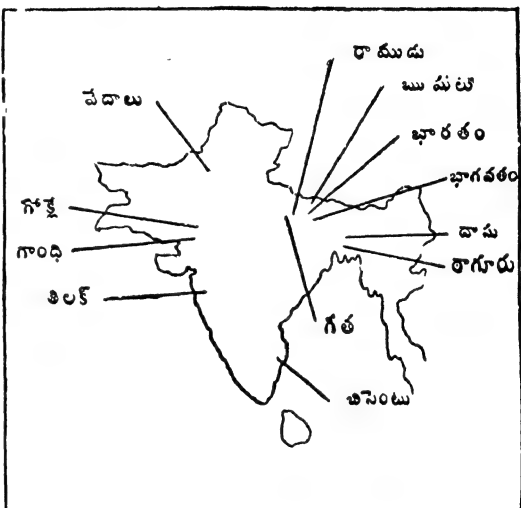 రాముడు
ఋషులు
వేదాలు
భారతం
భాగవతం
గోక్లే
దాసు
గాంధి
ఠాగూరు
తిలక్
గీత
బిసెంటు